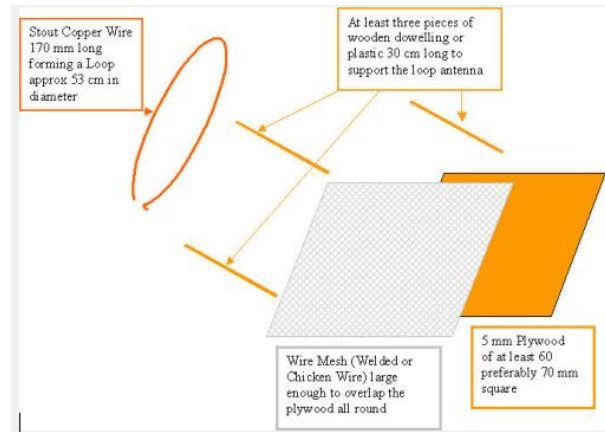 Stout Copper Wire
170 mm long
forming a Loop
approx 53 cm in
diameter
At least three pieces of
wooden dowelling or
plastic 30 cm long to
support the loop antenna
Wire Mesh (Welded or
Chicken Wire) large
enough to overlap the
plywood all round
5 mm Plywood
of at least 60
preferably 70 mm
square